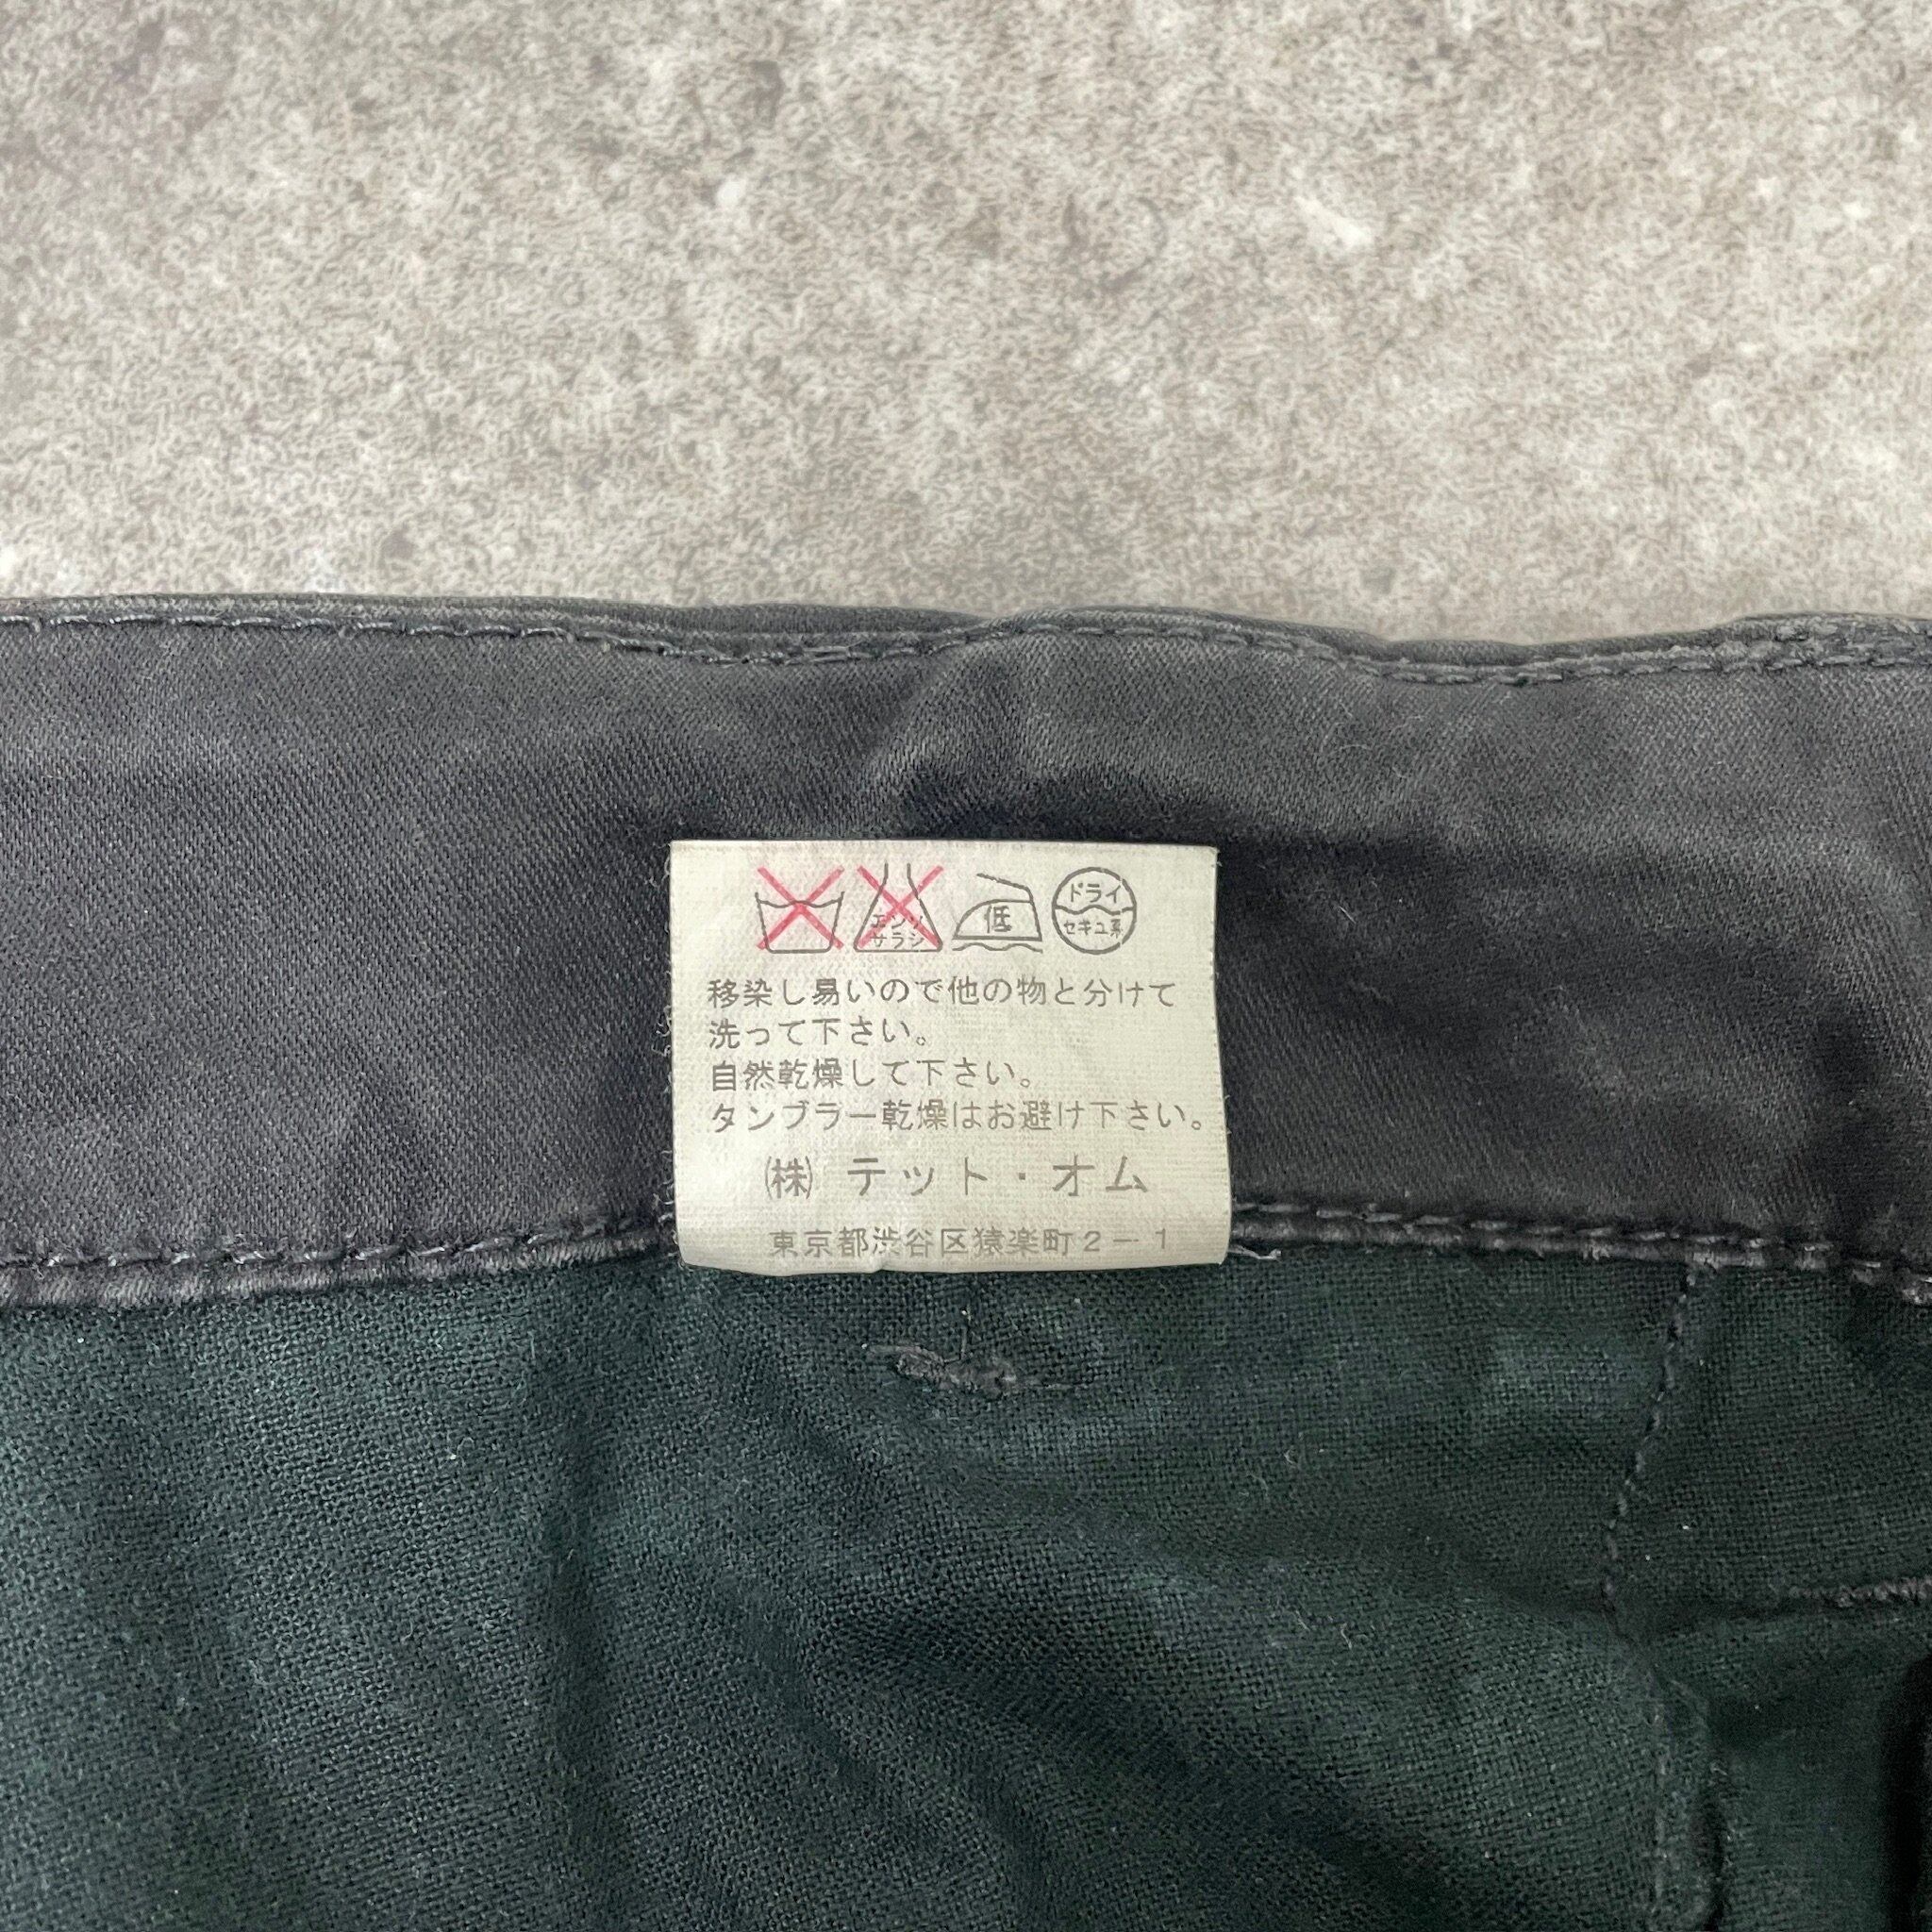 エンソ
サラシ
低
ドライ
セキユ系
移染し易いので他の物と分けて
洗って下さい。
自然乾燥して下さい。
タンブラー乾燥はお避け下さい。
㈱ テット・オム
東京都渋谷区猿楽町2－1